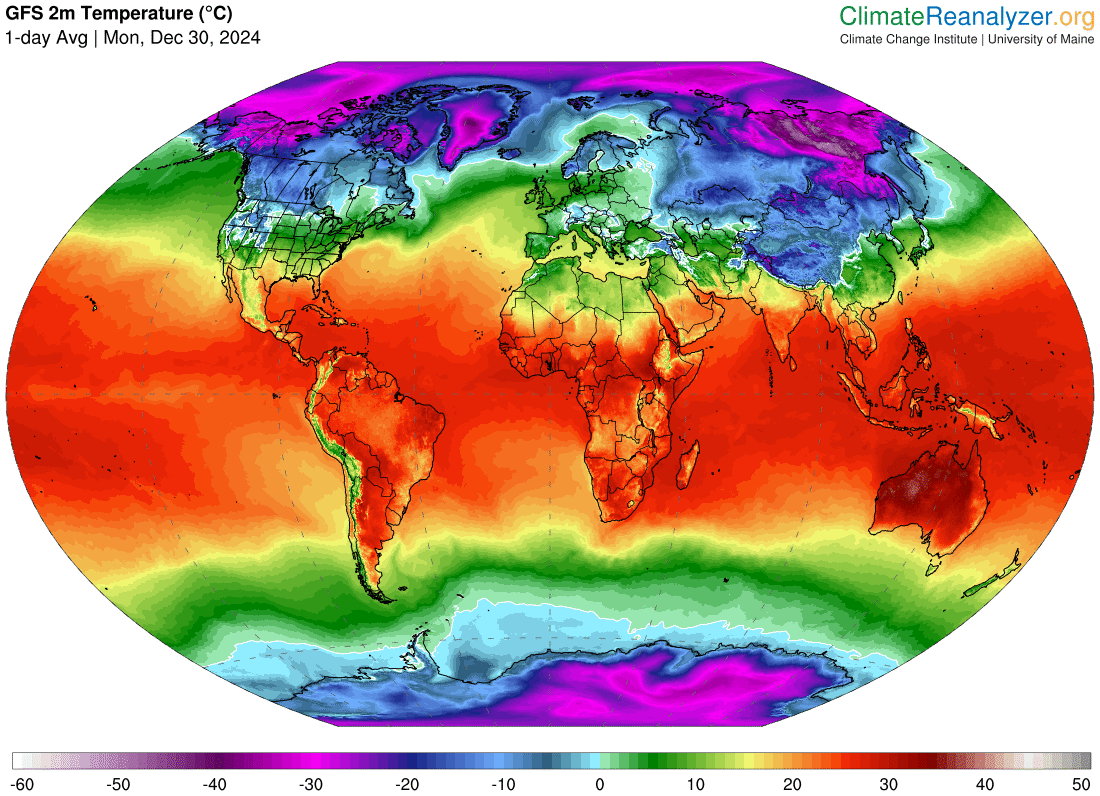 GFS 2m Temperature (°C)
1-day Avg | Mon, Dec 30, 2024
ClimateReanalyzer.org
Climate Change Institute | University of Maine
-60 -50 -40 -30 -20 -10 0 10 20 30 40 50